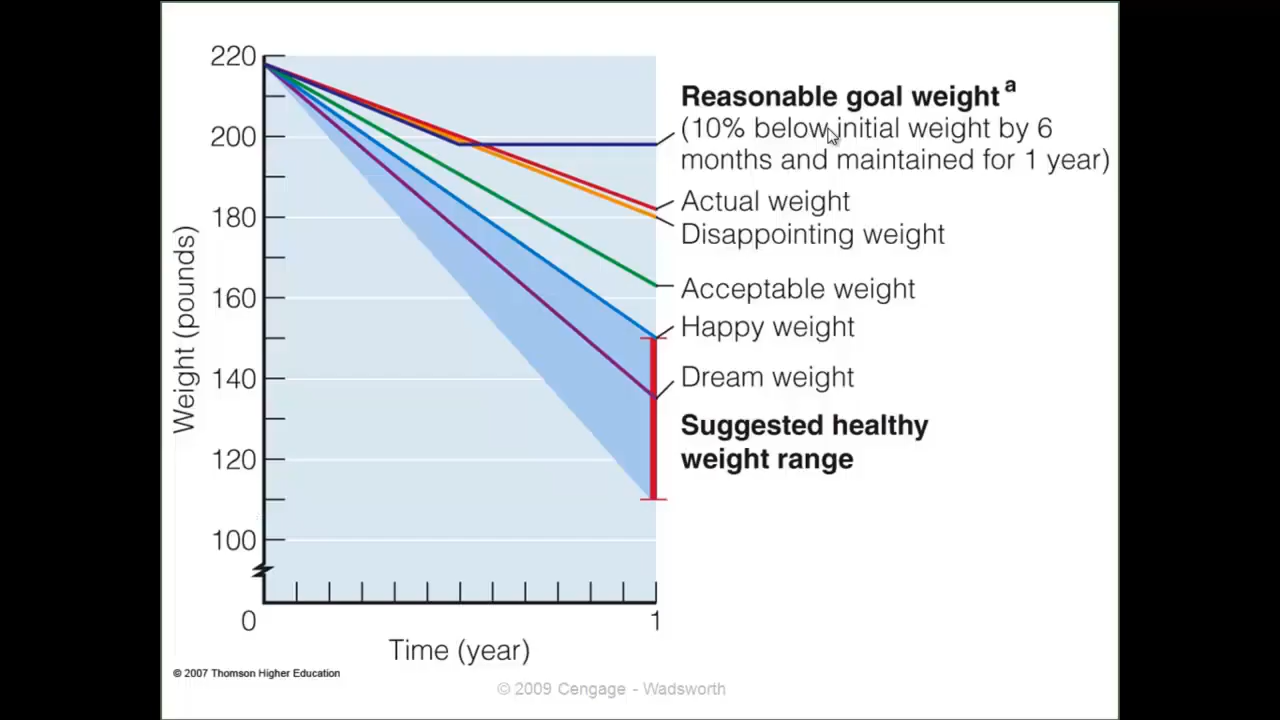 220
200
180
160
140
120
100
0
1
Weight (pounds)
Time (year)
Reasonable goal weight a
(10% below initial weight by 6
months and maintained for 1 year)
Actual weight
Disappointing weight
Acceptable weight
Happy weight
Dream weight
Suggested healthy
weight range
© 2007 Thomson Higher Education
© 2009 Cengage - Wadsworth